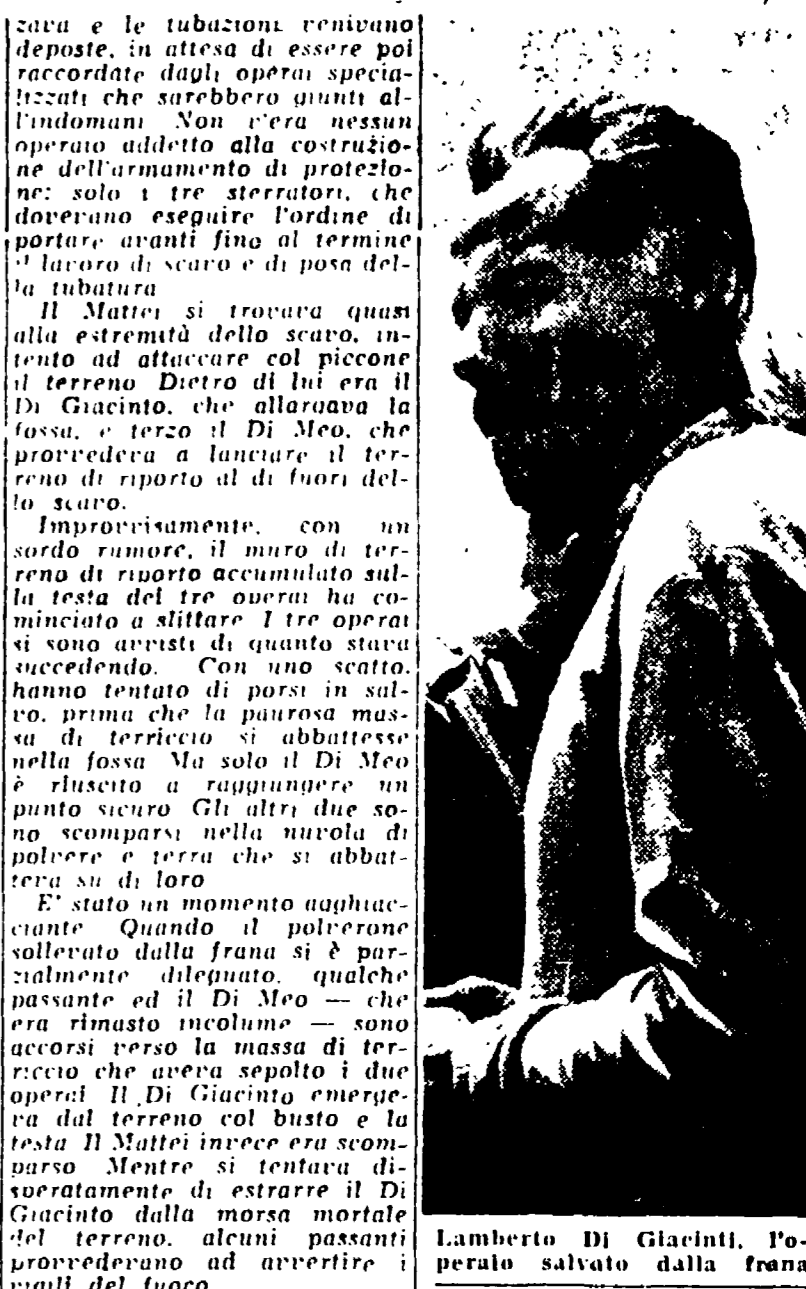 zava e le tubazioni venivano
deposte, in attesa di essere poi
raccordate dagli operai specia-
lizzati che sarebbero giunti al-
l'indomani Non v'era nessun
operaio addetto alla costruzio-
ne dell'armamento di protezio-
ne: solo i tre sterratori, che
dovevano eseguire l'ordine di
portare avanti fino al termine
il lavoro di scavo e di posa del-
la tubatura
Il Mattei si trovava quasi
alla estremità dello scavo, in-
tento ad attaccare col piccone
il terreno Dietro di lui era il
Di Giacinto, che allargava la
fossa, e terzo il Di Meo, che
provvedeva a lanciare il ter-
reno di riporto al di fuori del-
lo scavo.
Improvvisamente, con un
sordo rumore, il muro di ter-
reno di riporto accumulato sul-
la testa dei tre operai ha co-
minciato a slittare I tre operai
si sono avvisti di quanto stava
succedendo. Con uno scatto,
hanno tentato di porsi in sal-
vo, prima che la paurosa mas-
sa di terriccio si abbattesse
nella fossa Ma solo il Di Meo
è riuscito a raggiungere un
punto sicuro Gli altri due so-
no scomparsi nella nuvola di
polvere e terra che si abbat-
teva su di loro
E' stato un momento agghiac-
ciante Quando il polverone
sollevato dalla frana si è par-
zialmente dileguato, qualche
passante ed il Di Meo — che
era rimasto incolume — sono
accorsi verso la massa di ter-
riccio che aveva sepolto i due
operai Il Di Giacinto emerge-
va dal terreno col busto e la
testa Il Mattei invece era scom-
parso Mentre si tentava di-
speratamente di estrarre il Di
Giacinto dalla morsa mortale
del terreno, alcuni passanti
provvedevano ad avvertire i
vigili del fuoco
Lamberto Di Giacinti, l'o-
peraio salvato dalla frana